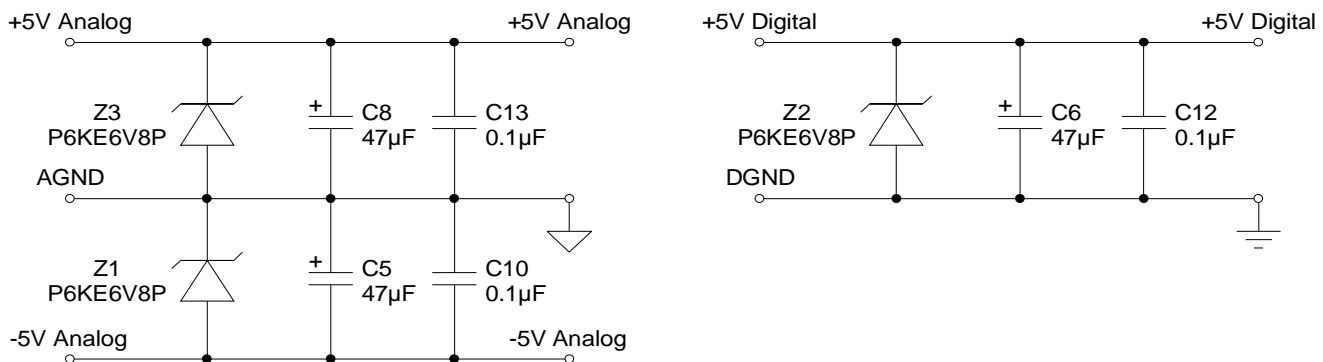 +5V Analog
+5V Analog
Z3
P6KE6V8P
+
C8
47µF
C13
0.1µF
AGND
Z1
P6KE6V8P
+
C5
47µF
C10
0.1µF
-5V Analog
-5V Analog
+5V Digital
+5V Digital
Z2
P6KE6V8P
+
C6
47µF
C12
0.1µF
DGND